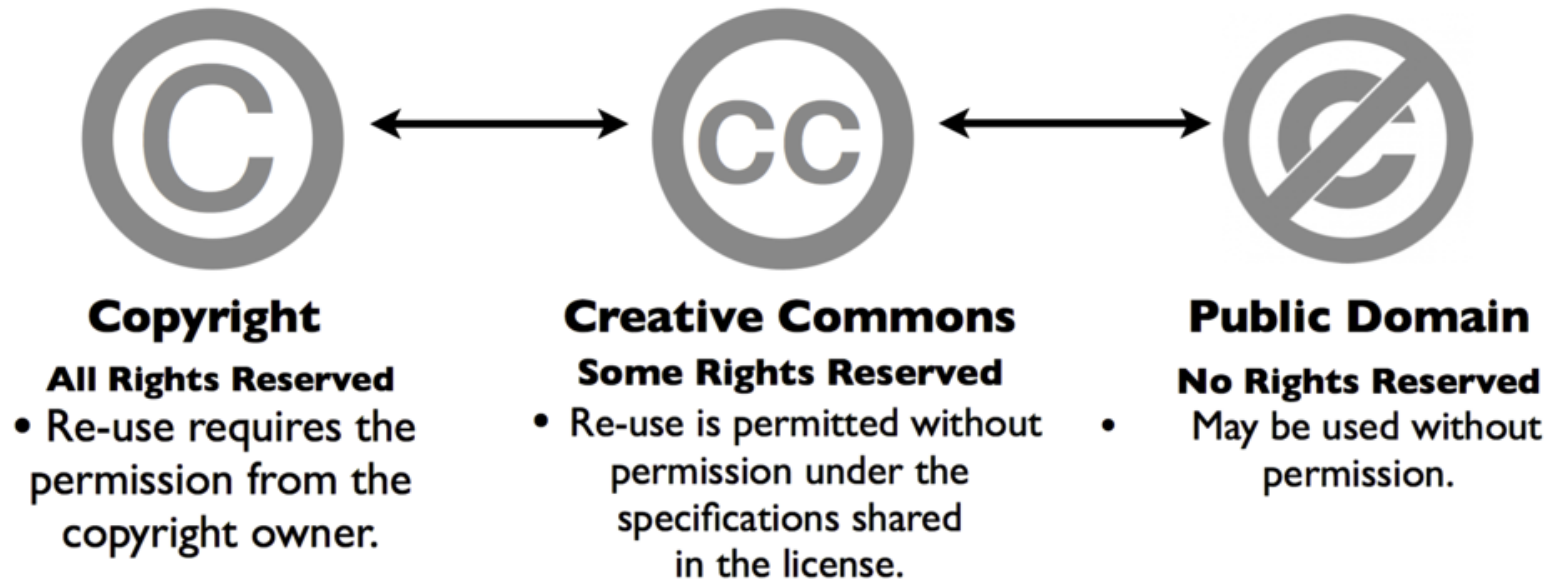 C
CC
C
Copyright
All Rights Reserved
• Re-use requires the
permission from the
copyright owner.
Creative Commons
Some Rights Reserved
• Re-use is permitted without
permission under the
specifications shared
in the license.
Public Domain
No Rights Reserved
• May be used without
permission.